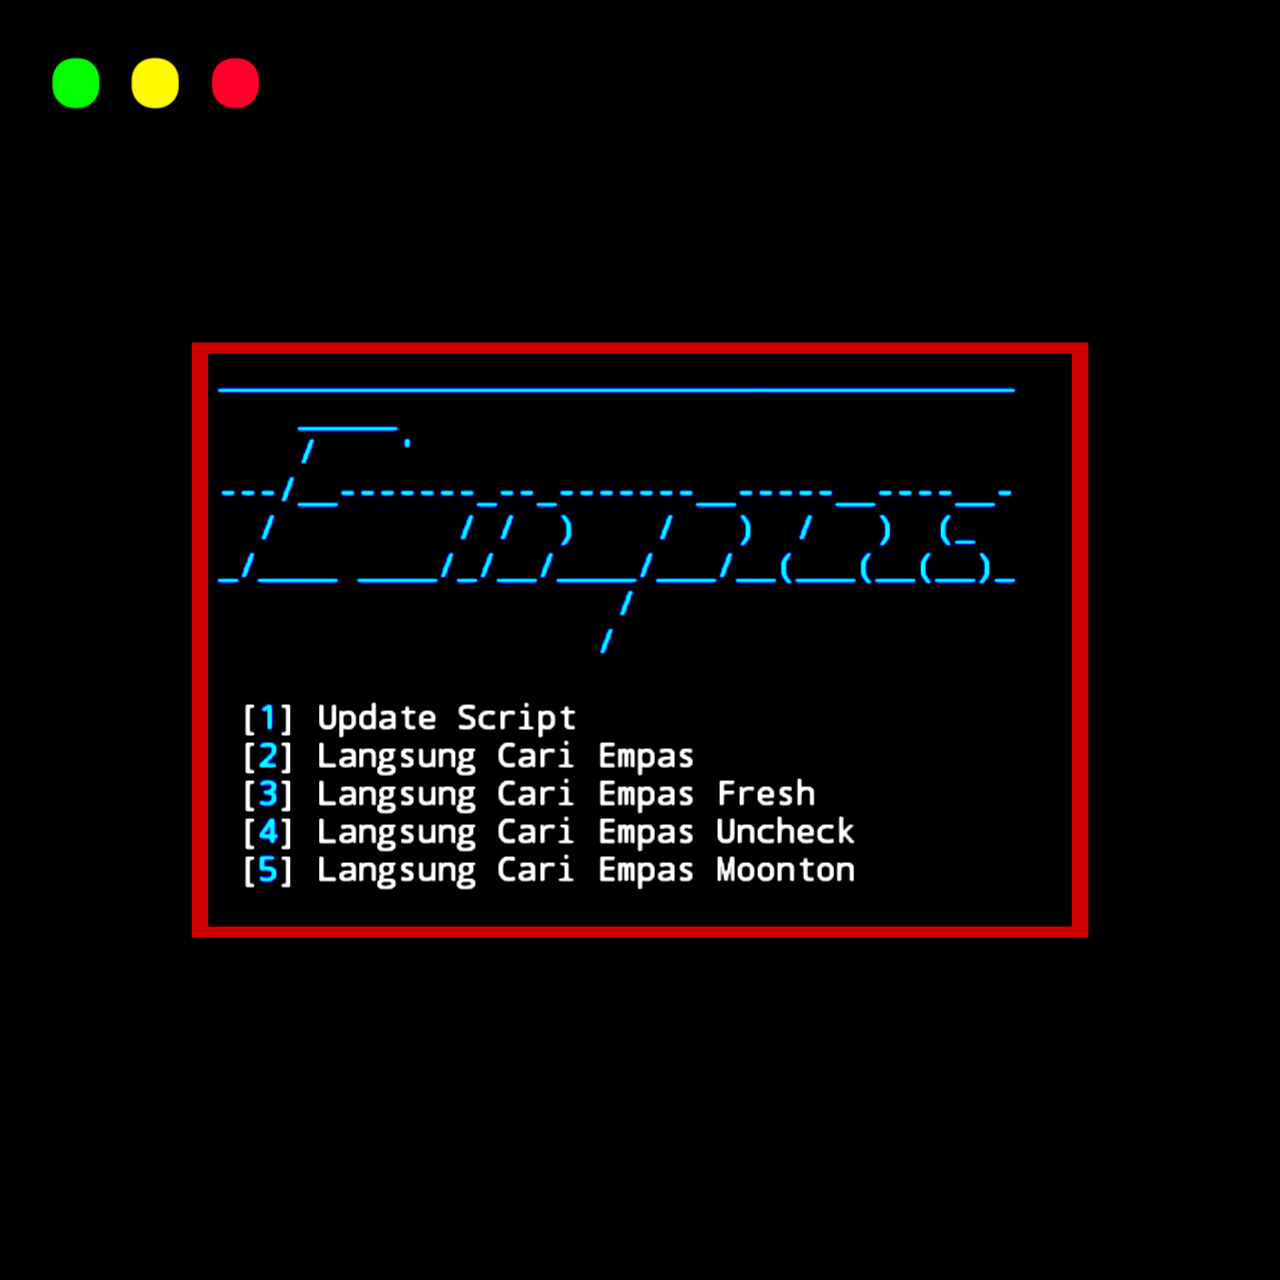 Empas
[1] Update Script
[2] Langsung Cari Empas
[3] Langsung Cari Empas Fresh
[4] Langsung Cari Empas Uncheck
[5] Langsung Cari Empas Moonton